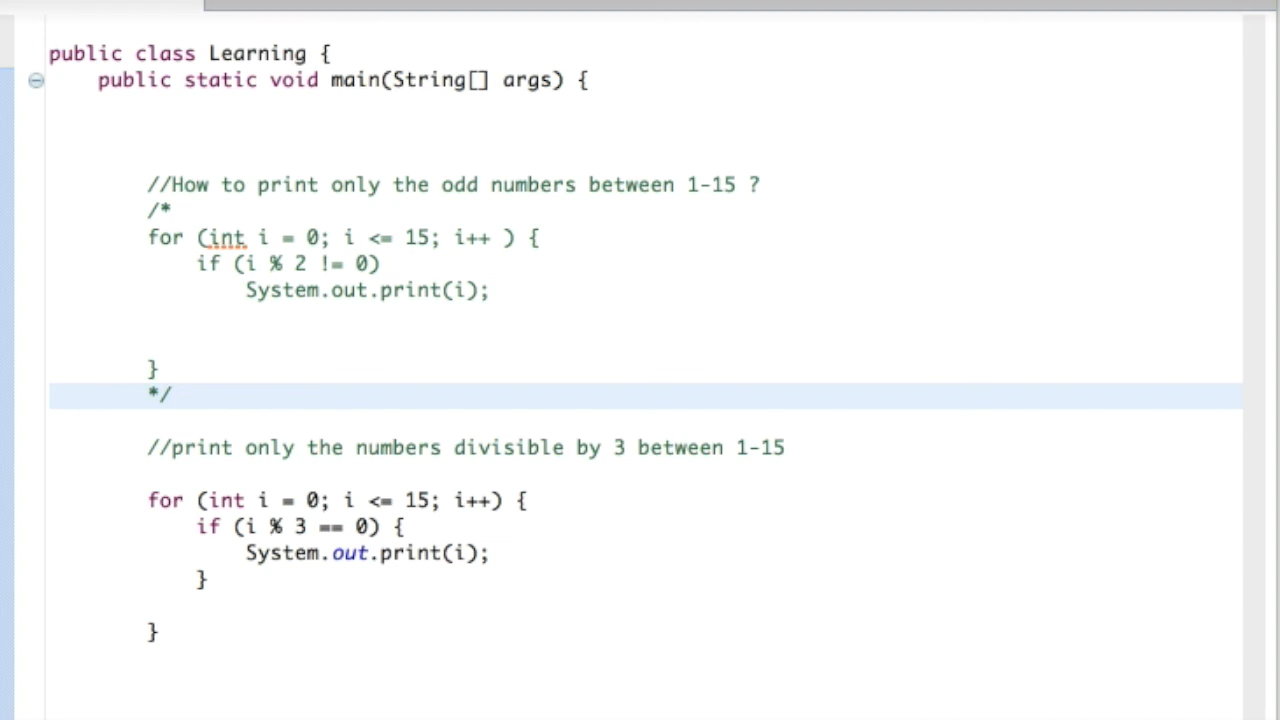 public class Learning {
public static void main(String[] args) {
//How to print only the odd numbers between 1-15 ?
/*
for (int i = 0; i <= 15; i++ ) {
if (i % 2 != 0)
System.out.print(i);
}
*/
//print only the numbers divisible by 3 between 1-15
for (int i = 0; i <= 15; i++) {
if (i % 3 == 0) {
System.out.print(i);
}
}